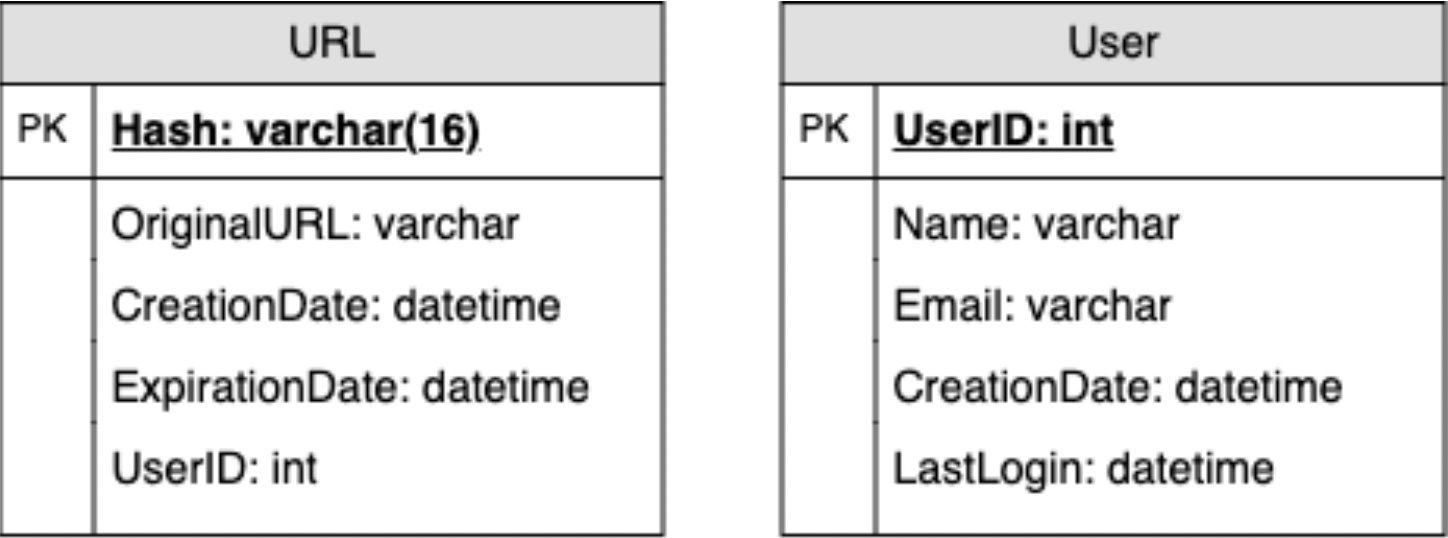 URL
PK Hash: varchar(16)
OriginalURL: varchar
CreationDate: datetime
ExpirationDate: datetime
UserID: int
User
PK UserID: int
Name: varchar
Email: varchar
CreationDate: datetime
LastLogin: datetime